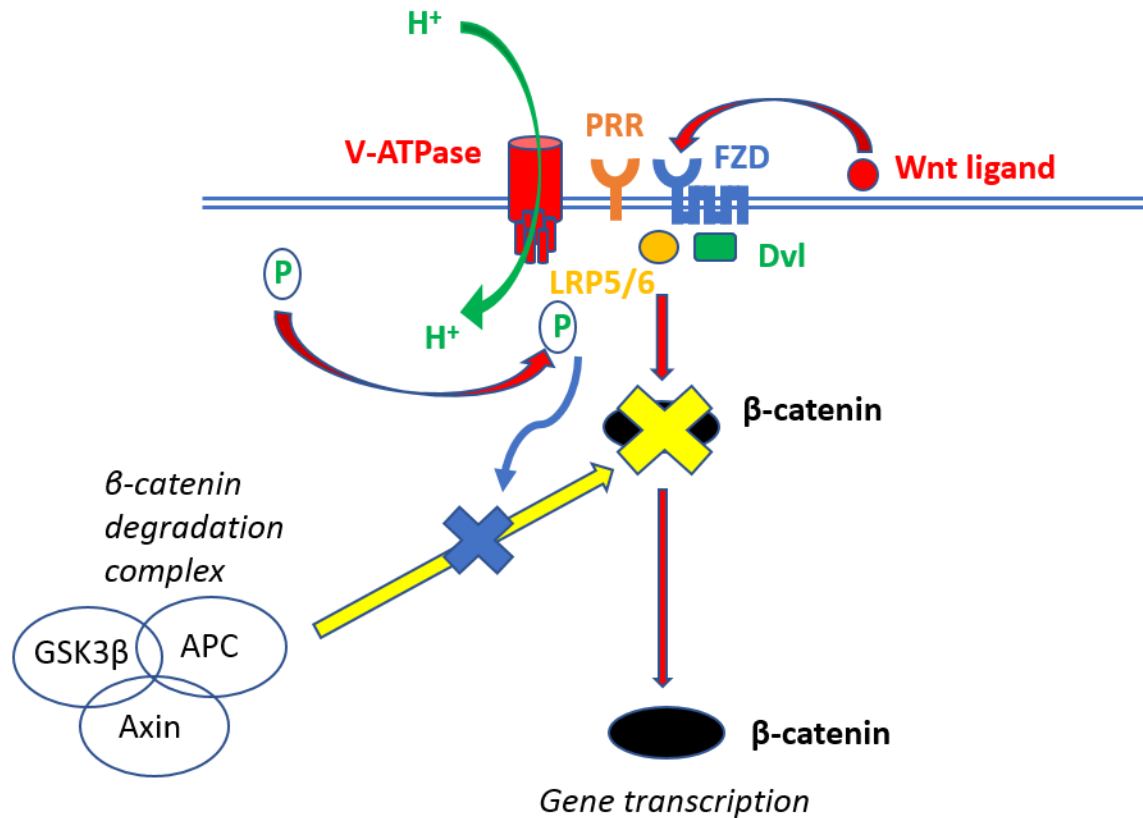 H⁺
PRR
V-ATPase
FZD
Wnt ligand
P
Dvl
LRP5/6
H⁺
P
β-catenin
β-catenin
degradation
complex
GSK3β
APC
Axin
β-catenin
Gene transcription